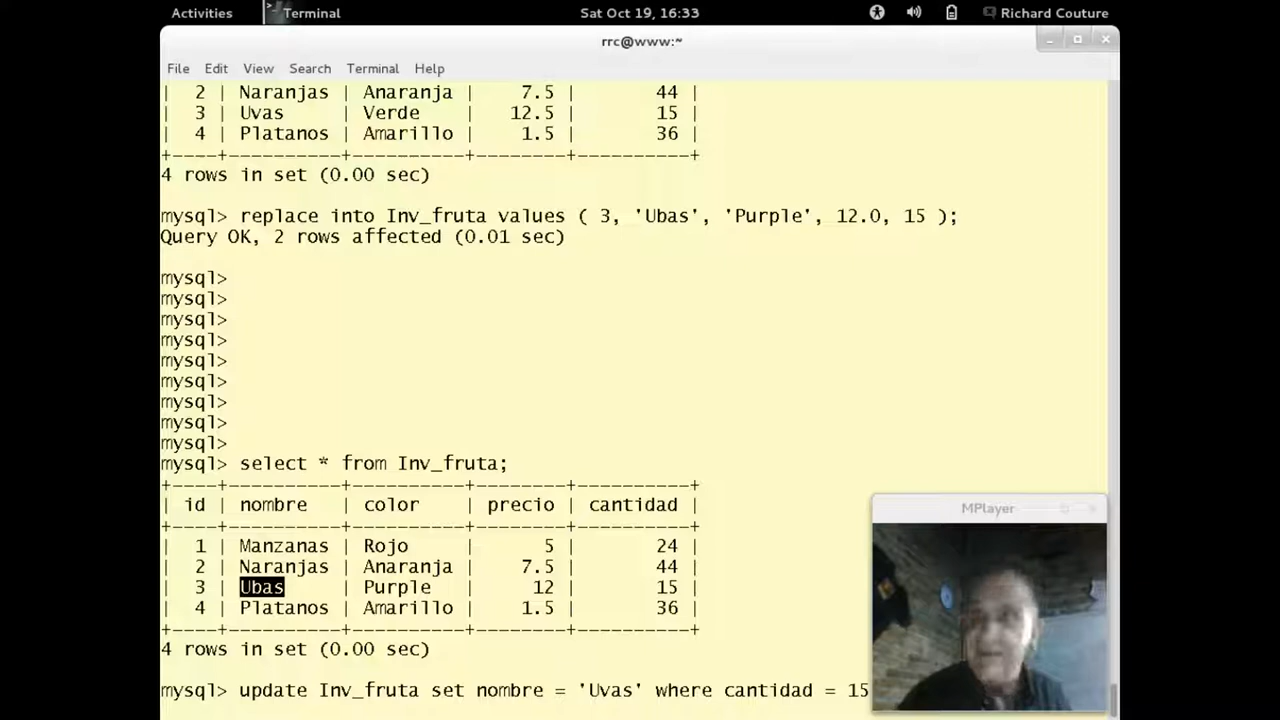 Activities Terminal Sat Oct 19, 16:33 Richard Couture
rrc@www:~
File Edit View Search Terminal Help
| 2 | Naranjas | Anaranja | 7.5 | 44 |
| 3 | Uvas | Verde | 12.5 | 15 |
| 4 | Platanos | Amarillo | 1.5 | 36 |
+----+----------+----------+--------+----------+
4 rows in set (0.00 sec)
mysql> replace into Inv_fruta values ( 3, 'Ubas', 'Purple', 12.0, 15 );
Query OK, 2 rows affected (0.01 sec)
mysql>
mysql>
mysql>
mysql>
mysql>
mysql>
mysql>
mysql>
mysql>
mysql> select * from Inv_fruta;
+----+----------+----------+--------+----------+
| id | nombre | color | precio | cantidad |
+----+----------+----------+--------+----------+
| 1 | Manzanas | Rojo | 5 | 24 |
| 2 | Naranjas | Anaranja | 7.5 | 44 |
| 3 | Ubas | Purple | 12 | 15 |
| 4 | Platanos | Amarillo | 1.5 | 36 |
+----+----------+----------+--------+----------+
4 rows in set (0.00 sec)
mysql> update Inv_fruta set nombre = 'Uvas' where cantidad = 15
MPlayer